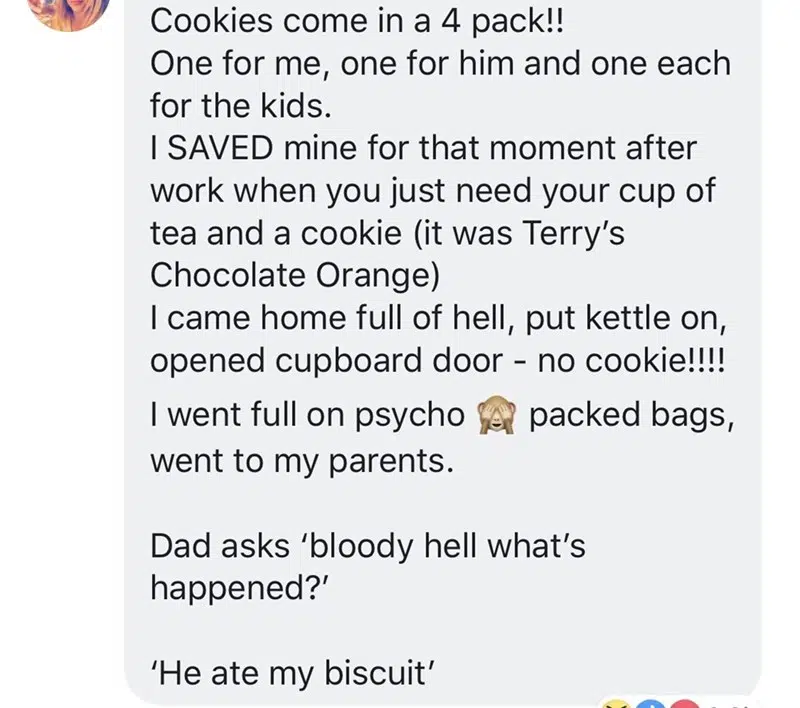 Cookies come in a 4 pack!!
One for me, one for him and one each
for the kids.
I SAVED mine for that moment after
work when you just need your cup of
tea and a cookie (it was Terry’s
Chocolate Orange)
I came home full of hell, put kettle on,
opened cupboard door - no cookie!!!!
I went full on psycho 🙈 packed bags,
went to my parents.
Dad asks ‘bloody hell what’s
happened?’
‘He ate my biscuit’